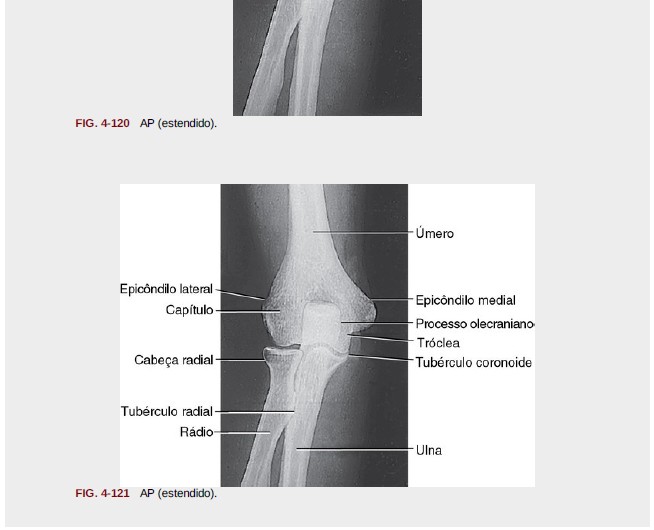 FIG. 4-120 AP (estendido).
Úmero
Epicôndilo lateral
Epicôndilo medial
Capítulo
Processo olecraniano
Tróclea
Cabeça radial
Tubérculo coronoide
Tubérculo radial
Rádio
Ulna
FIG. 4-121 AP (estendido).